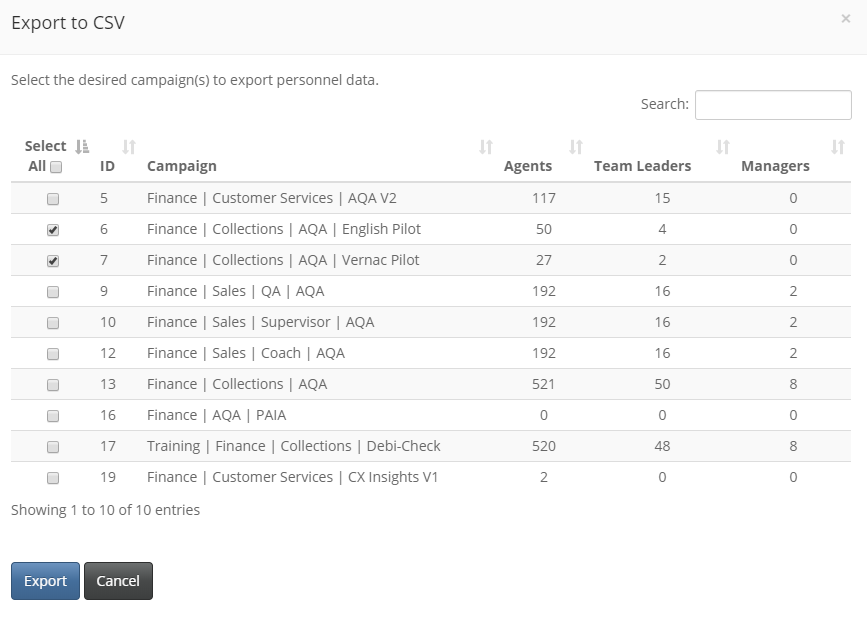 Export to CSV ×
Select the desired campaign(s) to export personnel data.
Search:
Select All ID Campaign Agents Team Leaders Managers
5 Finance | Customer Services | AQA V2 117 15 0
6 Finance | Collections | AQA | English Pilot 50 4 0
7 Finance | Collections | AQA | Vernac Pilot 27 2 0
9 Finance | Sales | QA | AQA 192 16 2
10 Finance | Sales | Supervisor | AQA 192 16 2
12 Finance | Sales | Coach | AQA 192 16 2
13 Finance | Collections | AQA 521 50 8
16 Finance | AQA | PAIA 0 0 0
17 Training | Finance | Collections | Debi-Check 520 48 8
19 Finance | Customer Services | CX Insights V1 2 0 0
Showing 1 to 10 of 10 entries
Export Cancel